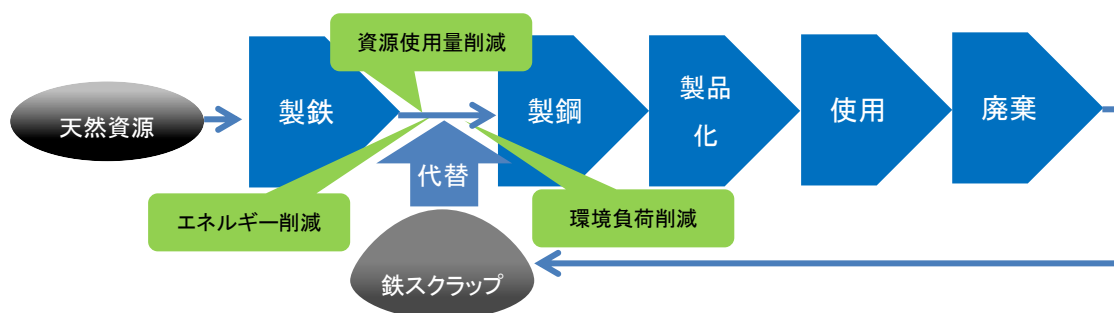 資源使用量削減
天然資源
製鉄
製鋼
製品
化
使用
廃棄
代替
エネルギー削減
環境負荷削減
鉄スクラップ